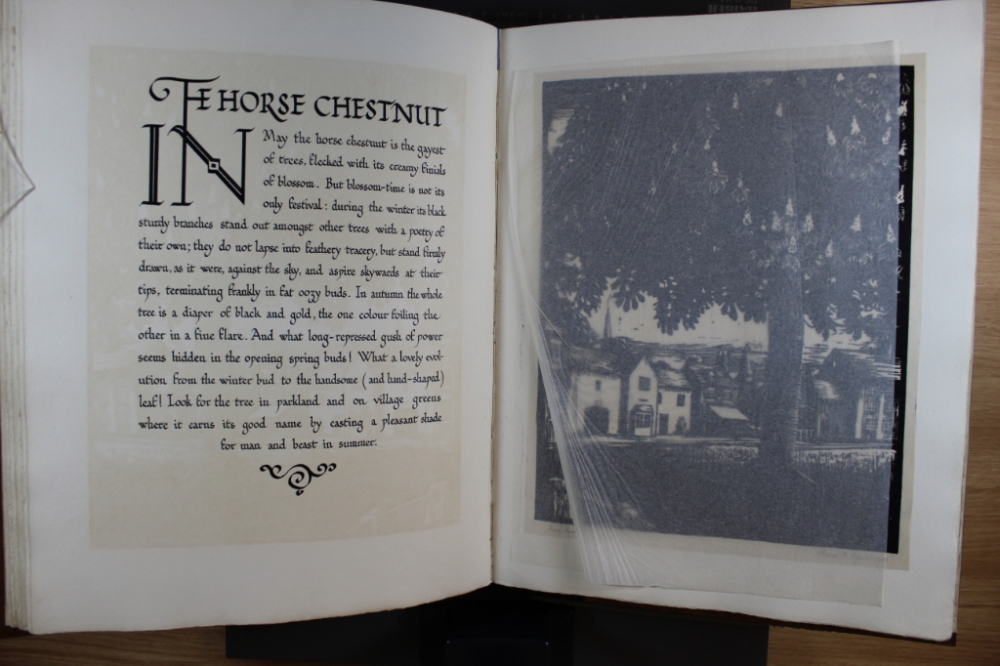 THE HORSE CHESTNUT
IN May the horse chestnut is the gayest
of trees, flecked with its creamy finials
of blossom. But blossom-time is not its
only festival: during the winter its black
sturdy branches stand out amongst other trees with a poetry of
their own; they do not lapse into feathery tracery, but stand firmly
drawn, as it were, against the sky, and aspire skywards at their
tips, terminating frankly in fat oozy buds. In autumn the whole
tree is a diaper of black and gold, the one colour foiling the
other in a fine flare. And what long-repressed gush of power
seems hidden in the opening spring buds! What a lovely evol-
ution from the winter bud to the handsome (and hand-shaped)
leaf! Look for the tree in parkland and on village greens
where it earns its good name by casting a pleasant shade
for man and beast in summer.